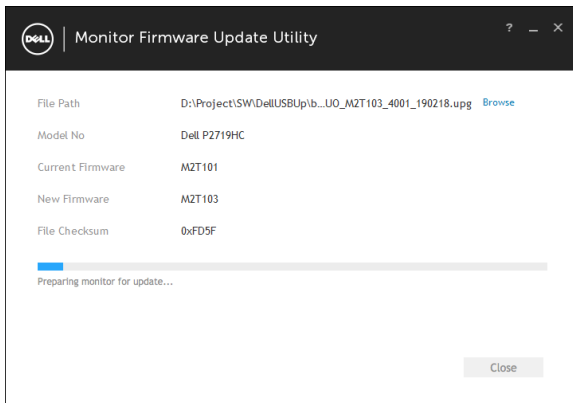 DELL Monitor Firmware Update Utility ?
File Path D:\Project\SW\DellUSBUp\b...UO_M2T103_4001_190218.upg Browse
Model No Dell P2719HC
Current Firmware M2T101
New Firmware M2T103
File Checksum 0xFD5F
Preparing monitor for update...
Close